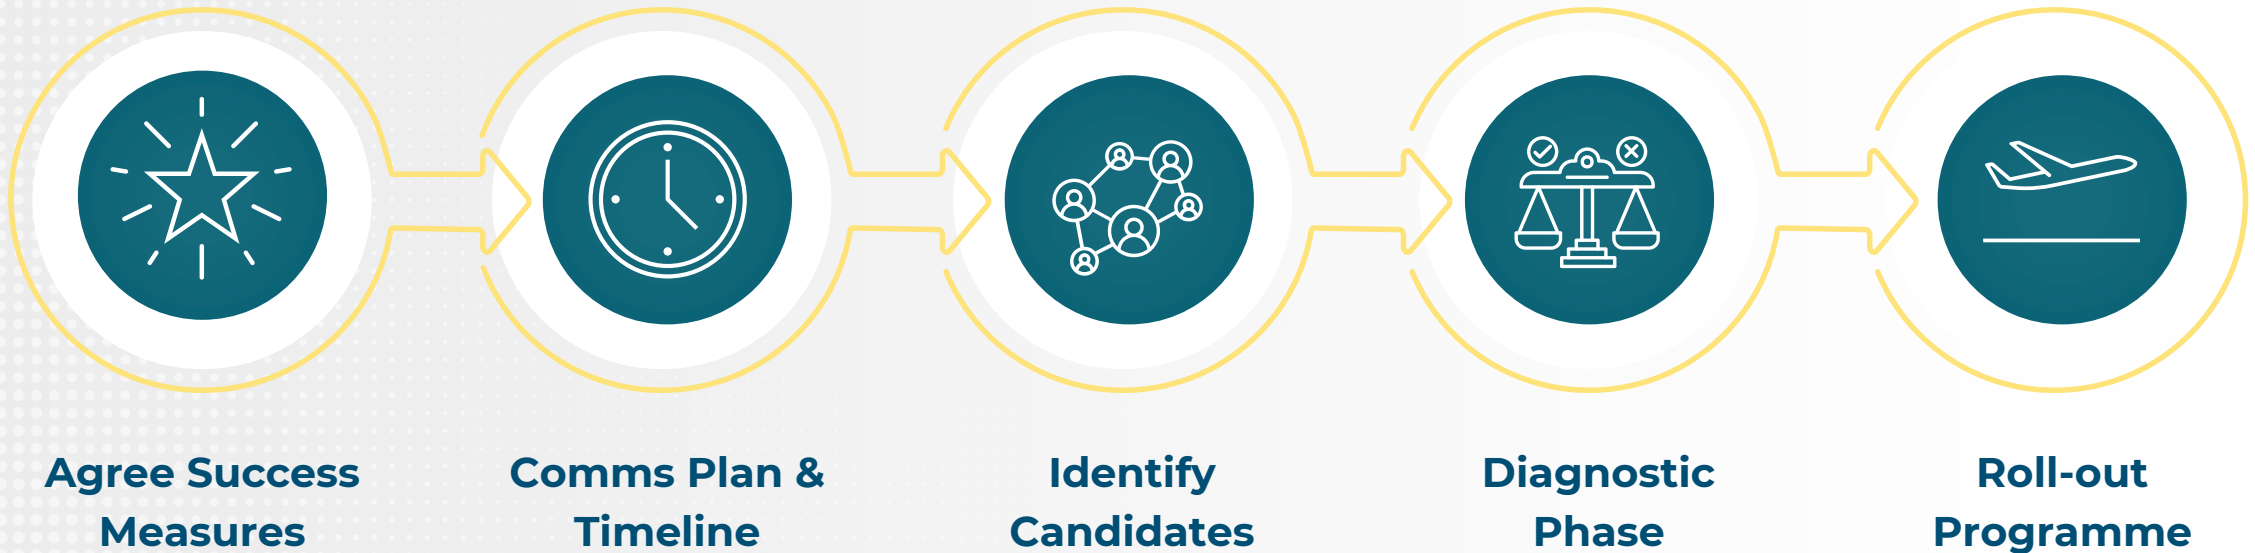 Agree Success
Measures
Comms Plan &
Timeline
Identify
Candidates
Diagnostic
Phase
Roll-out
Programme